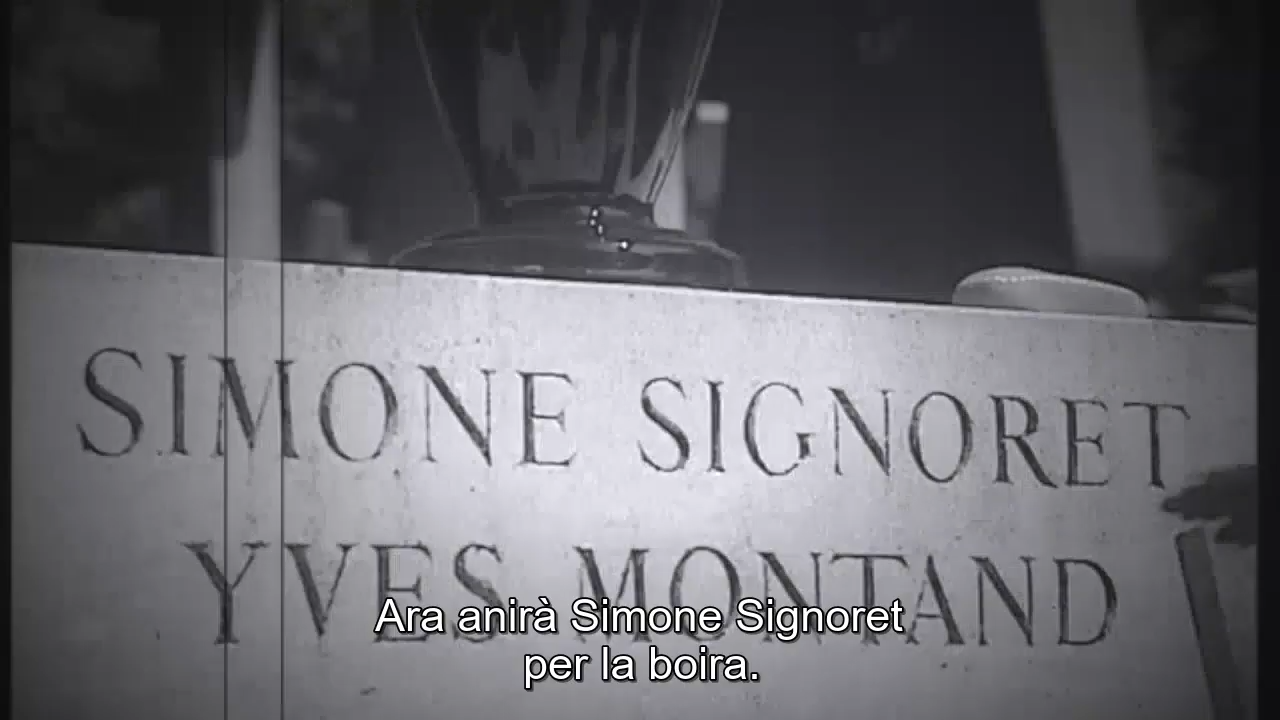 SIMONE SIGNORET
YVES MONTAND
Ara anirà Simone Signoret
per la boira.